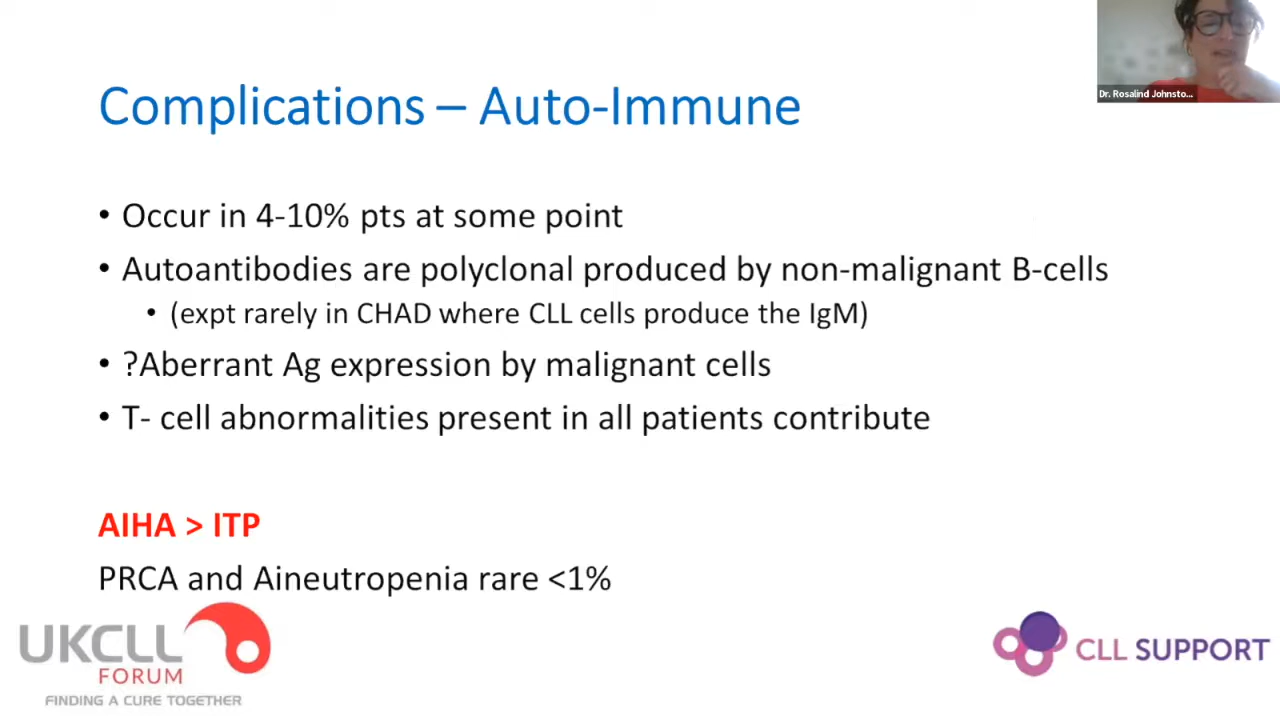 Dr. Rosalind Johnsto...
Complications – Auto-Immune
• Occur in 4-10% pts at some point
• Autoantibodies are polyclonal produced by non-malignant B-cells
• (expt rarely in CHAD where CLL cells produce the IgM)
• ?Aberrant Ag expression by malignant cells
• T- cell abnormalities present in all patients contribute
AIHA > ITP
PRCA and Aineutropenia rare <1%
UKCLL
FORUM
FINDING A CURE TOGETHER
CLL SUPPORT